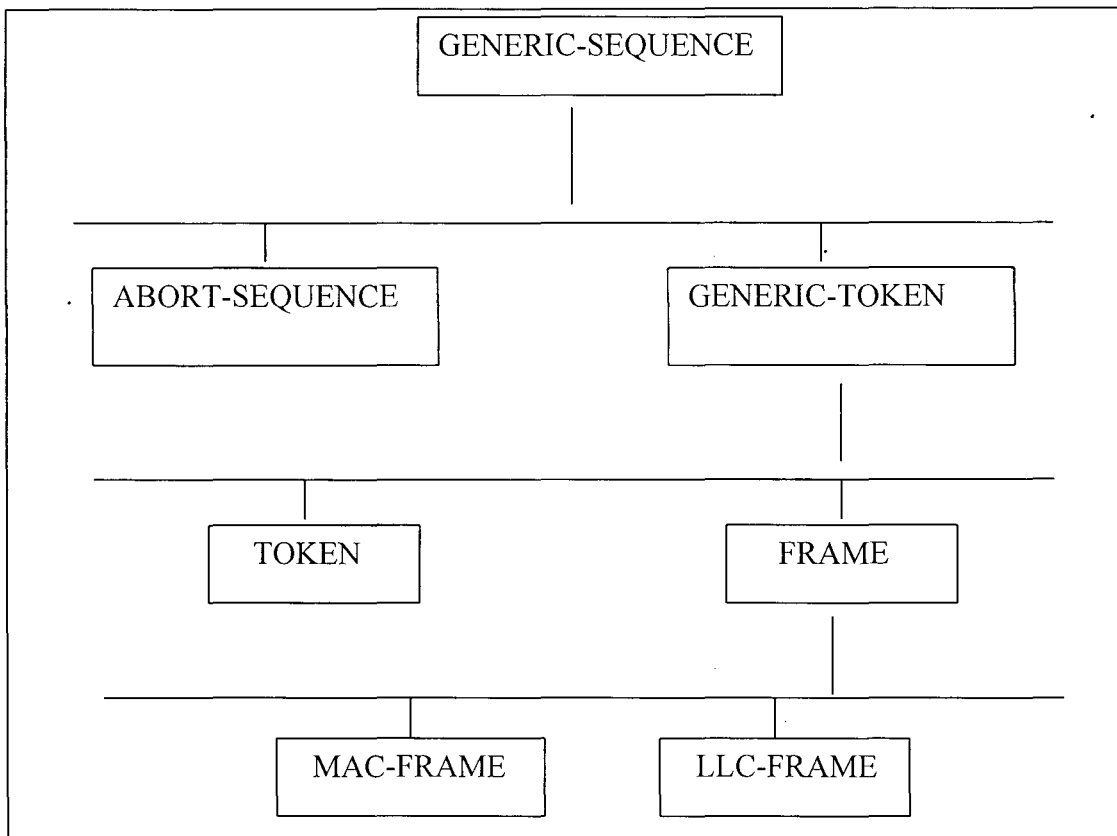 GENERIC-SEQUENCE
ABORT-SEQUENCE
GENERIC-TOKEN
TOKEN
FRAME
MAC-FRAME
LLC-FRAME